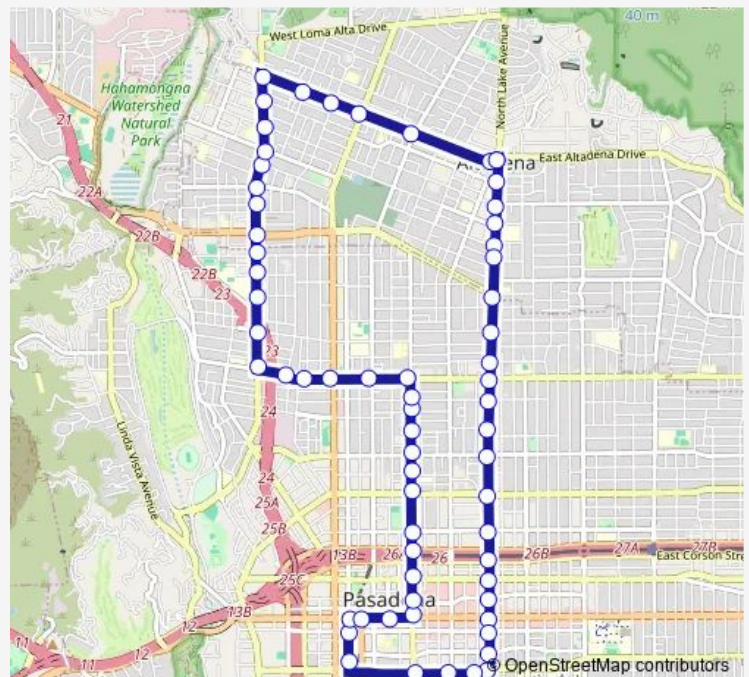 40 m
West Loma Alta Drive
North Lake Avenue
Hahamongna
Watershed
Natural
Park
21
22A
22B
22B
23
East Altadena Drive
23
24
Linda Vista Avenue
24
25A
25B
25C
13B
26
26B
27A
27B
East Corson Stre
13B
12
12
11
11
© OpenStreetMap contributors